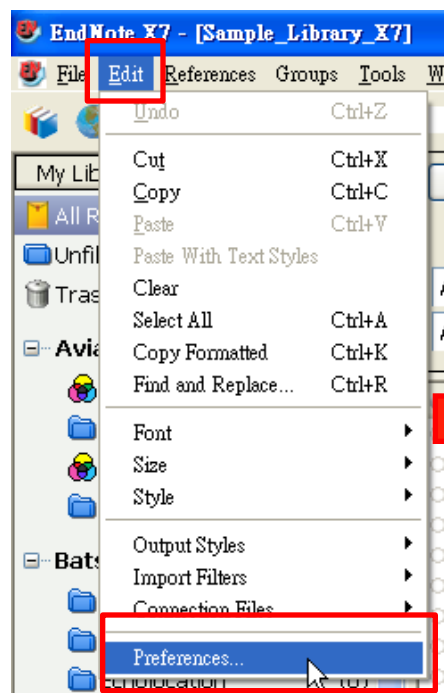 EndNote X7 - [Sample_Library_X7]
File Edit References Groups Tools
Undo Ctrl+Z
Cut Ctrl+X
Copy Ctrl+C
Paste Ctrl+V
Paste With Text Styles
Clear
Select All Ctrl+A
Copy Formatted Ctrl+K
Find and Replace... Ctrl+R
Font
Size
Style
Output Styles
Import Filters
Connection Files
Preferences...
My Lib
All R
Unfil
Tras
Avia
Bats
Echolocation (6)